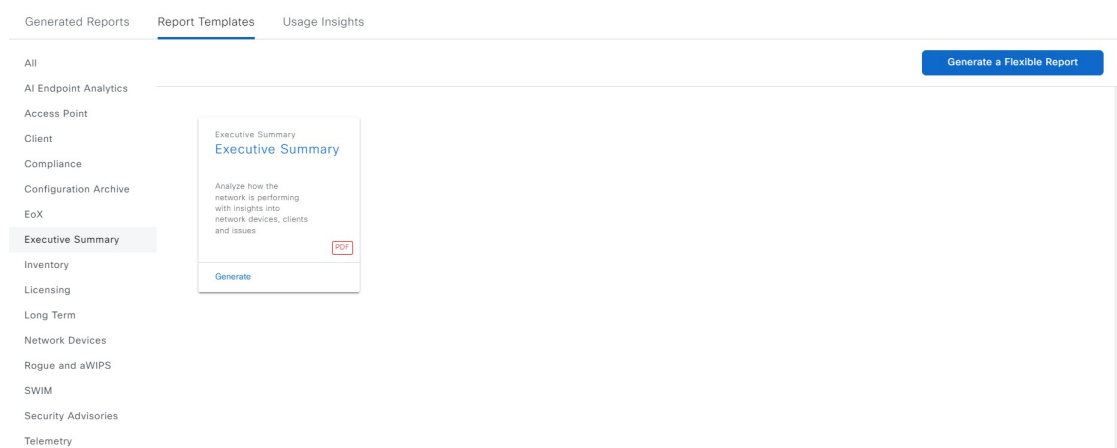 Generated Reports
Report Templates
Usage Insights
All
Generate a Flexible Report
AI Endpoint Analytics
Access Point
Client
Compliance
Configuration Archive
EoX
Executive Summary
Inventory
Licensing
Long Term
Network Devices
Rogue and aWIPS
SWIM
Security Advisories
Telemetry
Executive Summary
Executive Summary
Analyze how the
network is performing
with insights into
network devices, clients
and issues
PDF
Generate